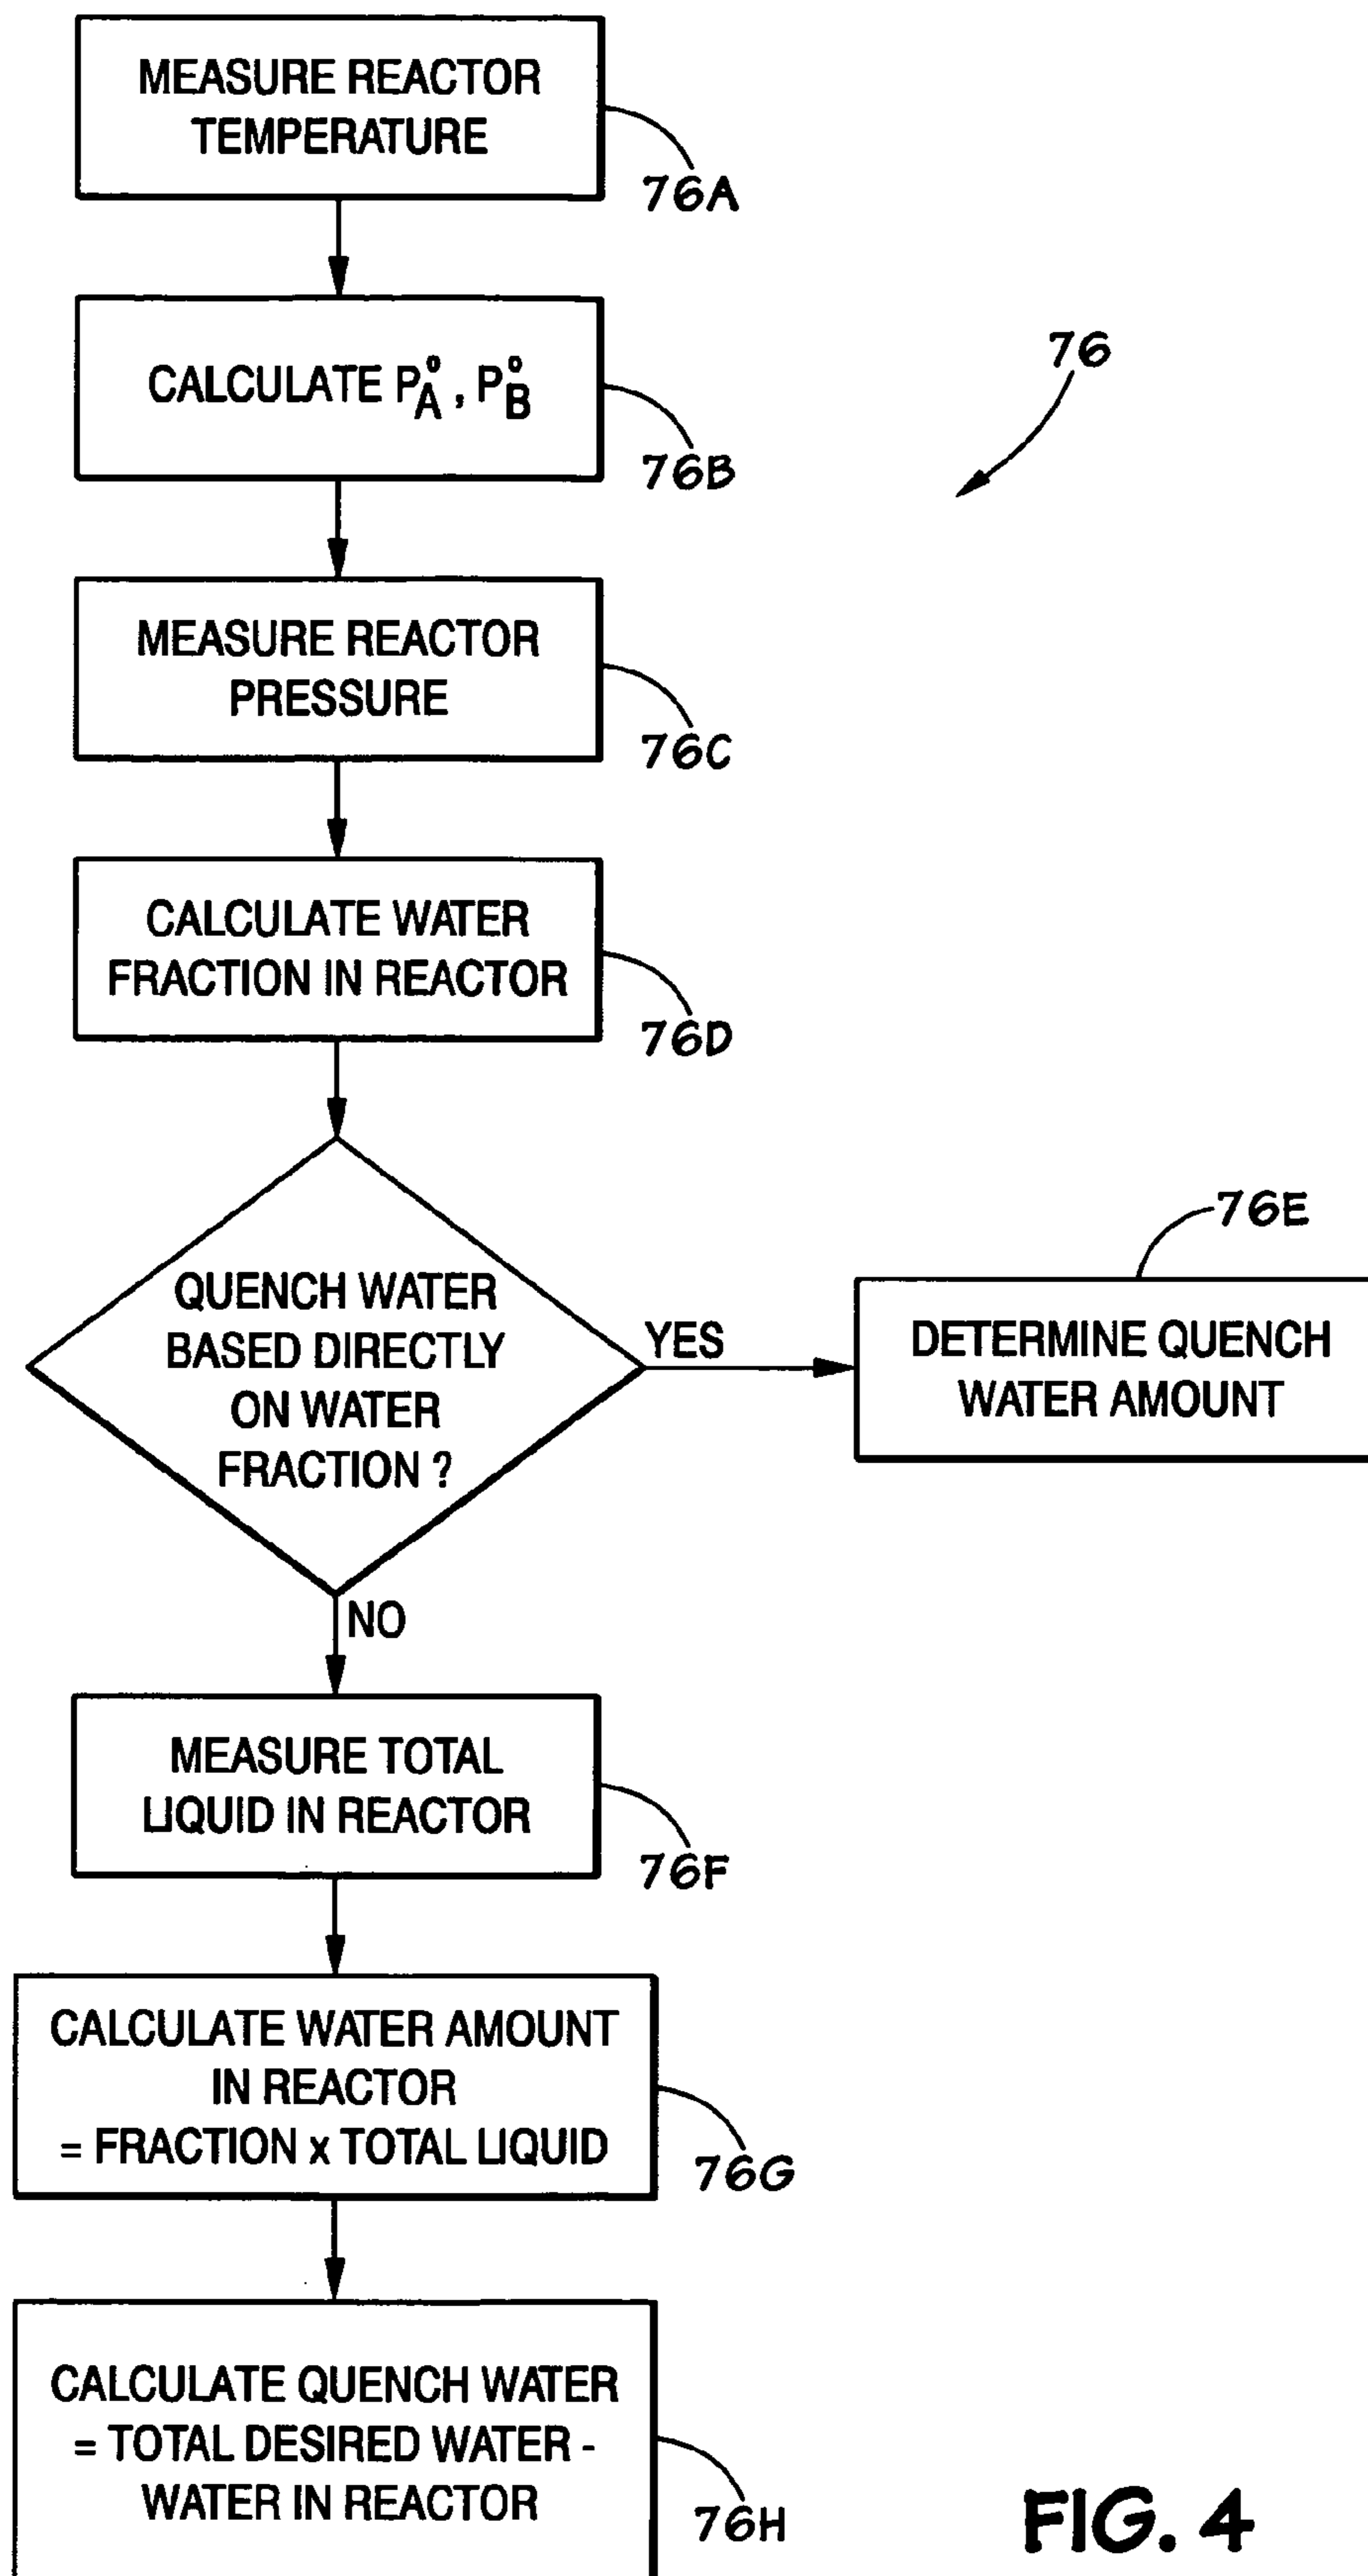 MEASURE REACTOR
TEMPERATURE
76A
CALCULATE P°A, P°B
76B
76
MEASURE REACTOR
PRESSURE
76C
CALCULATE WATER
FRACTION IN REACTOR
76D
QUENCH WATER
BASED DIRECTLY
ON WATER
FRACTION ?
YES
76E
DETERMINE QUENCH
WATER AMOUNT
NO
MEASURE TOTAL
LIQUID IN REACTOR
76F
CALCULATE WATER AMOUNT
IN REACTOR
= FRACTION x TOTAL LIQUID
76G
CALCULATE QUENCH WATER
= TOTAL DESIRED WATER -
WATER IN REACTOR
76H
FIG. 4